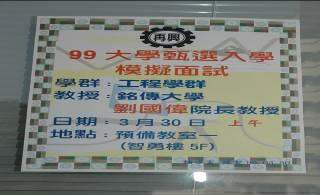 再興
99 大學甄選入學
模擬面試
學群：工程學群
教授：銘傳大學
劉國偉院長教授
日期：3月30日 上午
地點：預備教室一
(智勇樓 5F)